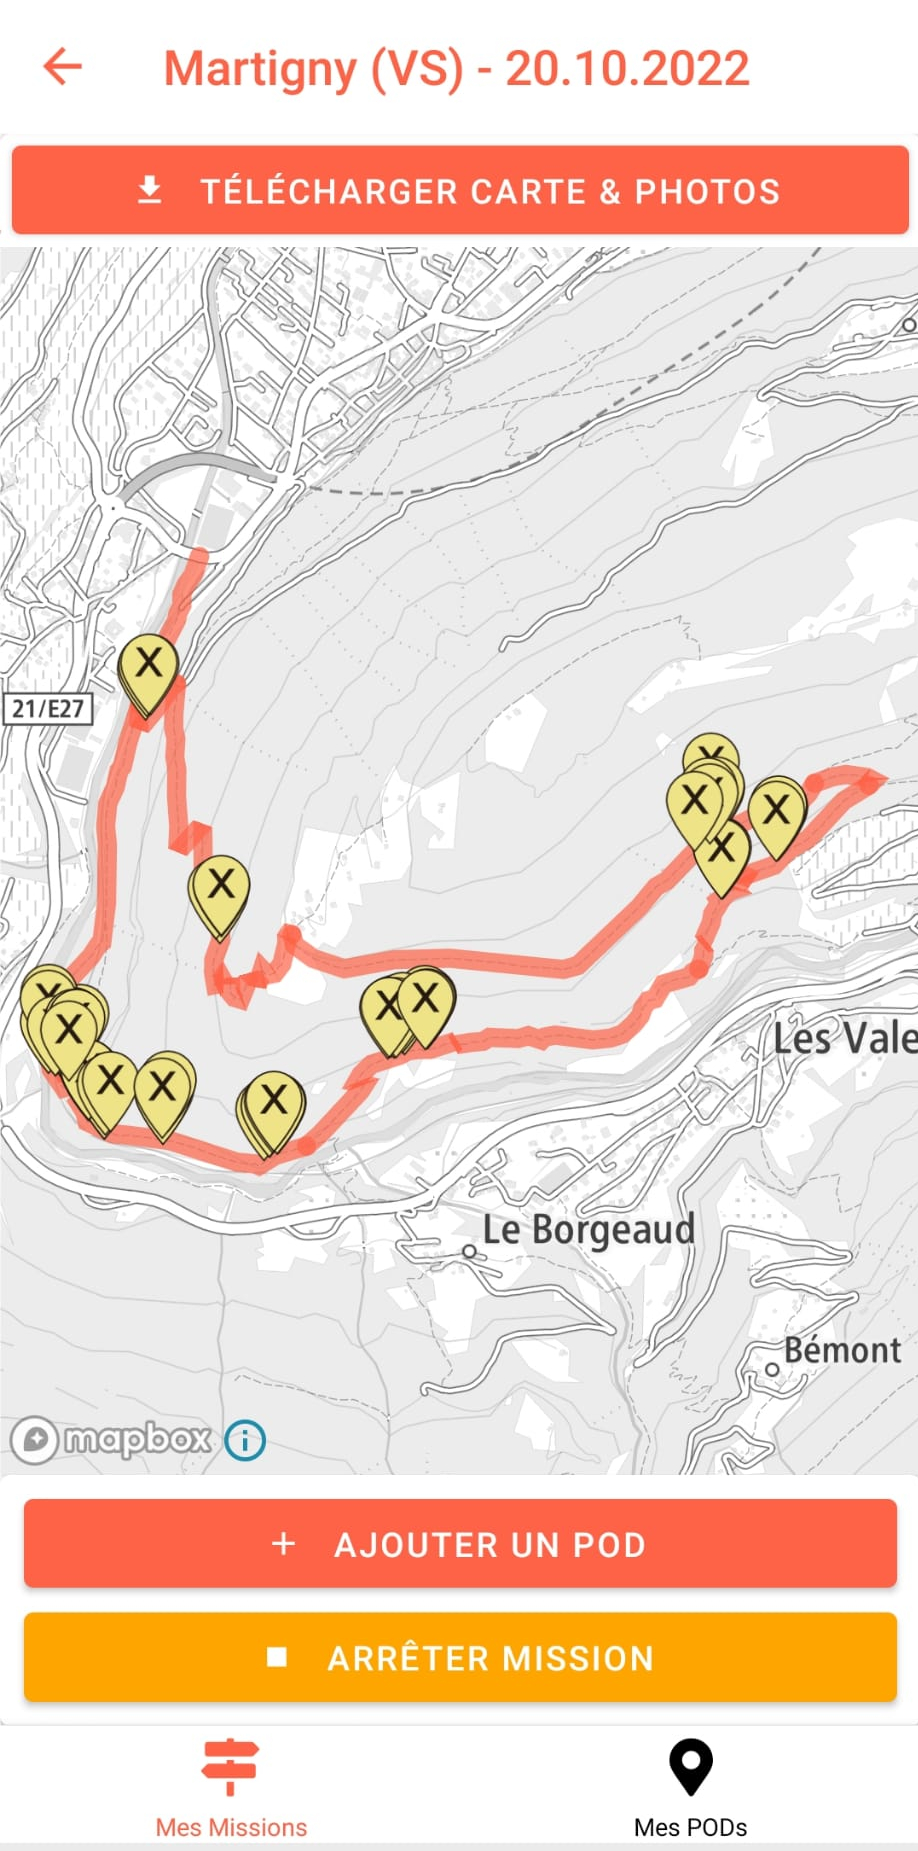 Martigny (VS) - 20.10.2022
TÉLÉCHARGER CARTE & PHOTOS
X
21/E27
X
X
X
X
X
X
X
X
X
X
X
X
X
Les Vale
Le Borgeaud
Bémont
mapbox
i
+ AJOUTER UN POD
ARRÊTER MISSION
Mes Missions
Mes PODs